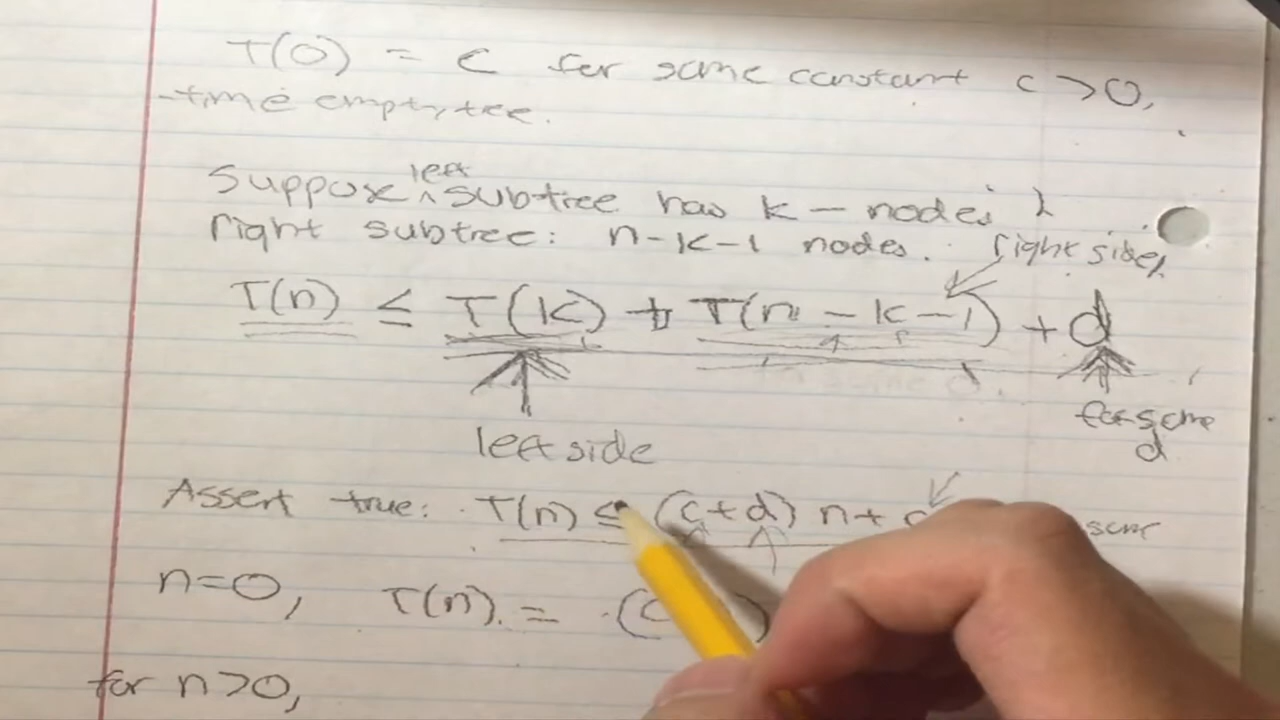 T(0) = c for some constant c > 0,
time empty tree.
Suppose left subtree has k - nodes &
right subtree: n-k-1 nodes.
right side
T(n) ≤ T(k) + T(n - k - 1) + d
for some
d
left side
Assert true: T(n) ≤ (c+d) n +
n=0, T(n) = (c )
for n>0,